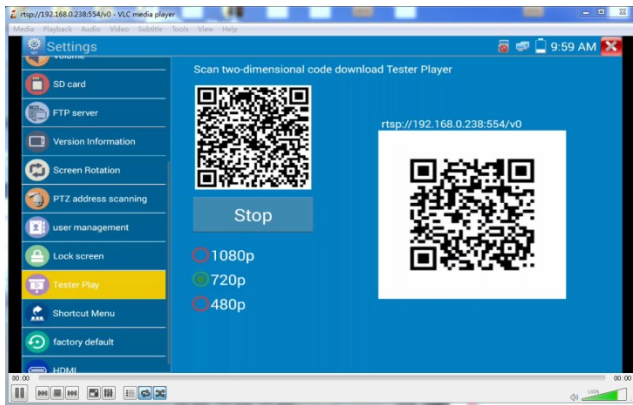 rtsp://192.168.0.238:554/v0 - VLC media player
Media Playback Audio Video Subtitle Tools View Help
Settings
9:59 AM
Volume
SD card
FTP server
Version Information
Screen Rotation
PTZ address scanning
user management
Lock screen
Tester Play
Shortcut Menu
factory default
HDMI
Scan two-dimensional code download Tester Player
Stop
1080p
720p
480p
rtsp://192.168.0.238:554/v0
00:00
00:00
100%